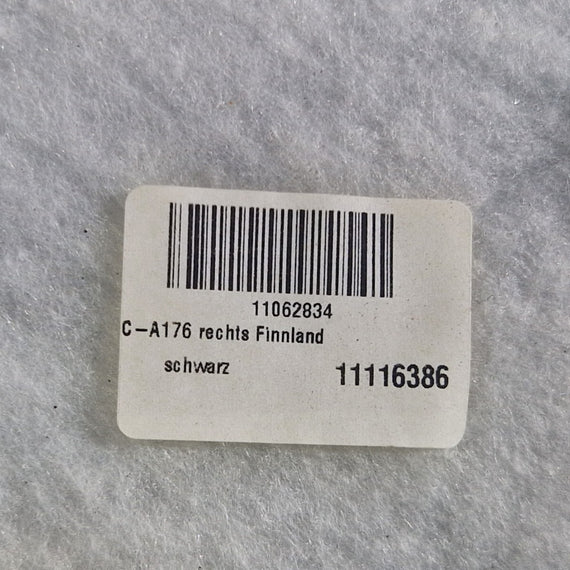 11062834
C-A176 rechts Finnland
schwarz 11116386